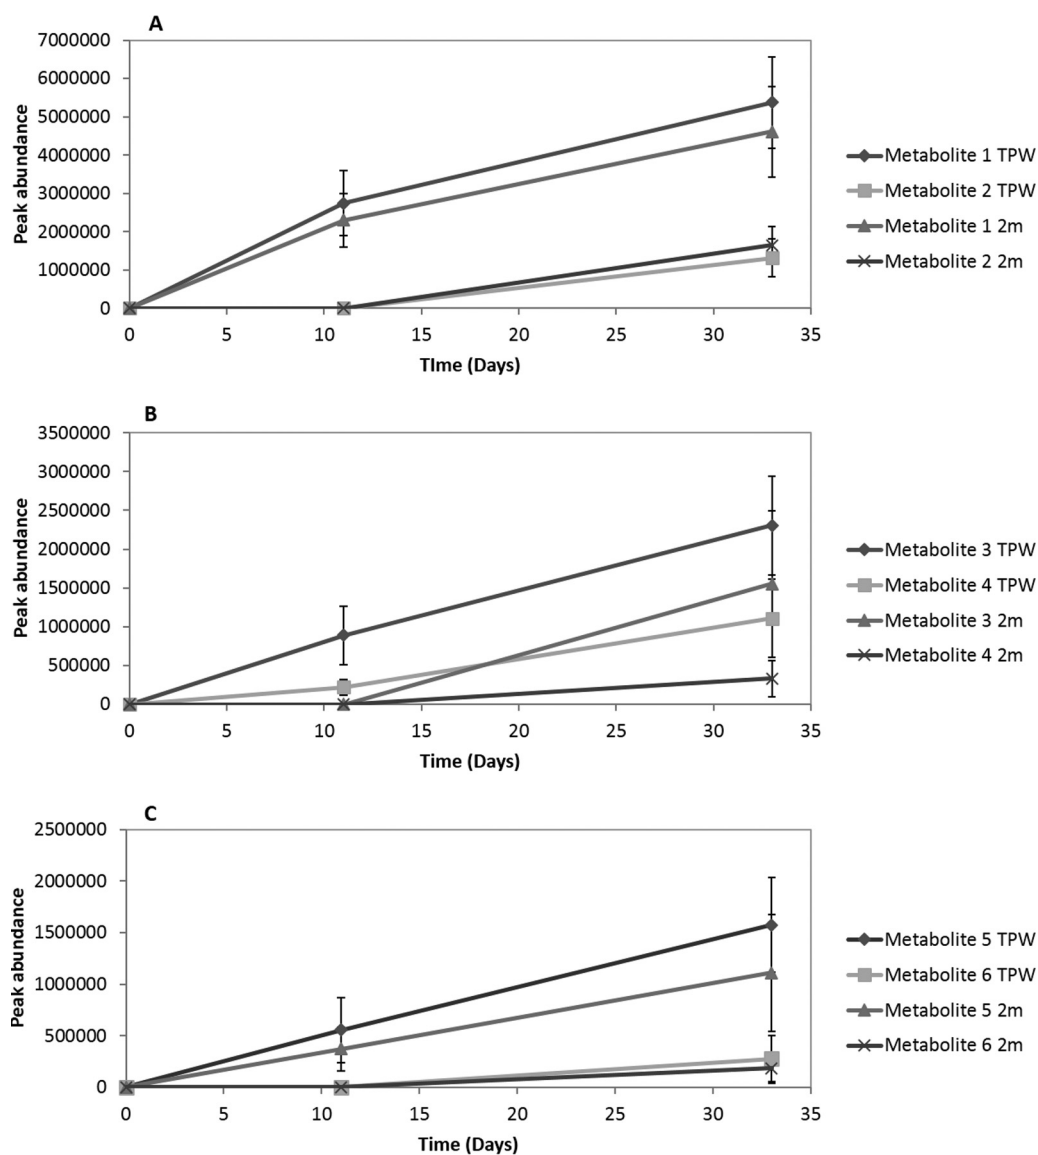 A
7000000
6000000
5000000
4000000
3000000
2000000
1000000
0
Peak abundance
0 5 10 15 20 25 30 35
TIme (Days)
Metabolite 1 TPW
Metabolite 2 TPW
Metabolite 1 2m
Metabolite 2 2m
B
3500000
3000000
2500000
2000000
1500000
1000000
500000
0
Peak abundance
0 5 10 15 20 25 30 35
Time (Days)
Metabolite 3 TPW
Metabolite 4 TPW
Metabolite 3 2m
Metabolite 4 2m
C
2500000
2000000
1500000
1000000
500000
0
Peak abundance
0 5 10 15 20 25 30 35
Time (Days)
Metabolite 5 TPW
Metabolite 6 TPW
Metabolite 5 2m
Metabolite 6 2m